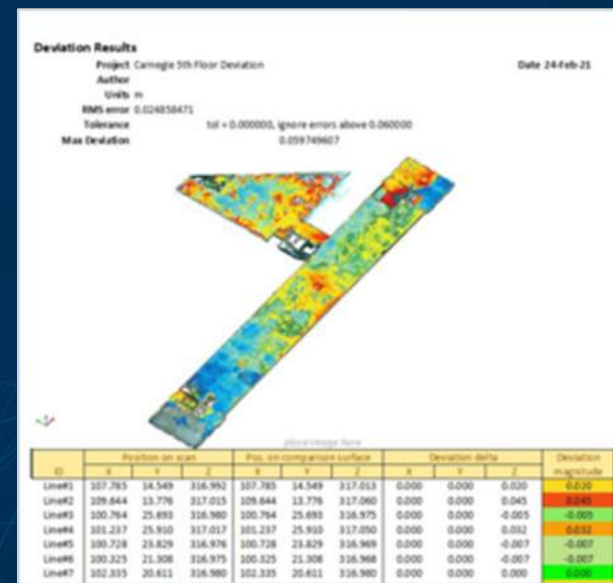 Deviation Results
Project Carnegie 5th Floor Deviation Date 24-Feb-21
Author
Units m
RMS error 0.024858471
Tolerance tol = 0.000000, ignore errors above 0.060000
Max Deviation 0.059749607
place image here
Position on scan Pos. on comparison surface Deviation delta Deviation
ID X Y Z X Y Z X Y Z magnitude
Line#1 107.785 14.549 316.992 107.785 14.549 317.013 0.000 0.000 0.020 0.020
Line#2 109.644 13.776 317.015 109.644 13.776 317.060 0.000 0.000 0.045 0.045
Line#3 100.764 25.693 316.980 100.764 25.693 316.975 0.000 0.000 -0.005 -0.005
Line#4 101.237 25.910 317.017 101.237 25.910 317.050 0.000 0.000 0.032 0.032
Line#5 100.728 23.829 316.976 100.728 23.829 316.969 0.000 0.000 -0.007 -0.007
Line#6 100.325 21.308 316.975 100.325 21.308 316.968 0.000 0.000 -0.007 -0.007
Line#7 102.335 20.611 316.980 102.335 20.611 316.980 0.000 0.000 0.000 0.000